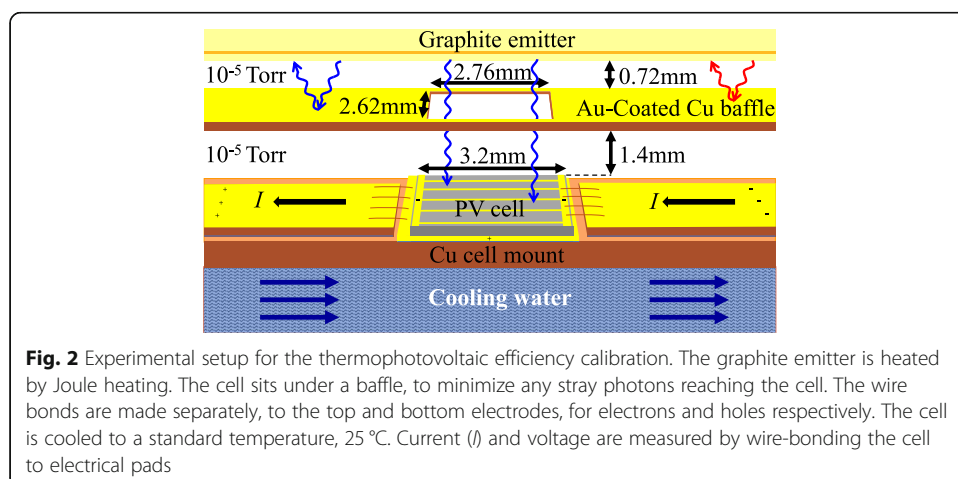 Graphite emitter
10-5 Torr
2.76mm
0.72mm
2.62mm
Au-Coated Cu baffle
10-5 Torr
3.2mm
1.4mm
+ + +
I
- PV cell -
I
- - -
+
Cu cell mount
Cooling water
Fig. 2 Experimental setup for the thermophotovoltaic efficiency calibration. The graphite emitter is heated
by Joule heating. The cell sits under a baffle, to minimize any stray photons reaching the cell. The wire
bonds are made separately, to the top and bottom electrodes, for electrons and holes respectively. The cell
is cooled to a standard temperature, 25 °C. Current (I) and voltage are measured by wire-bonding the cell
to electrical pads